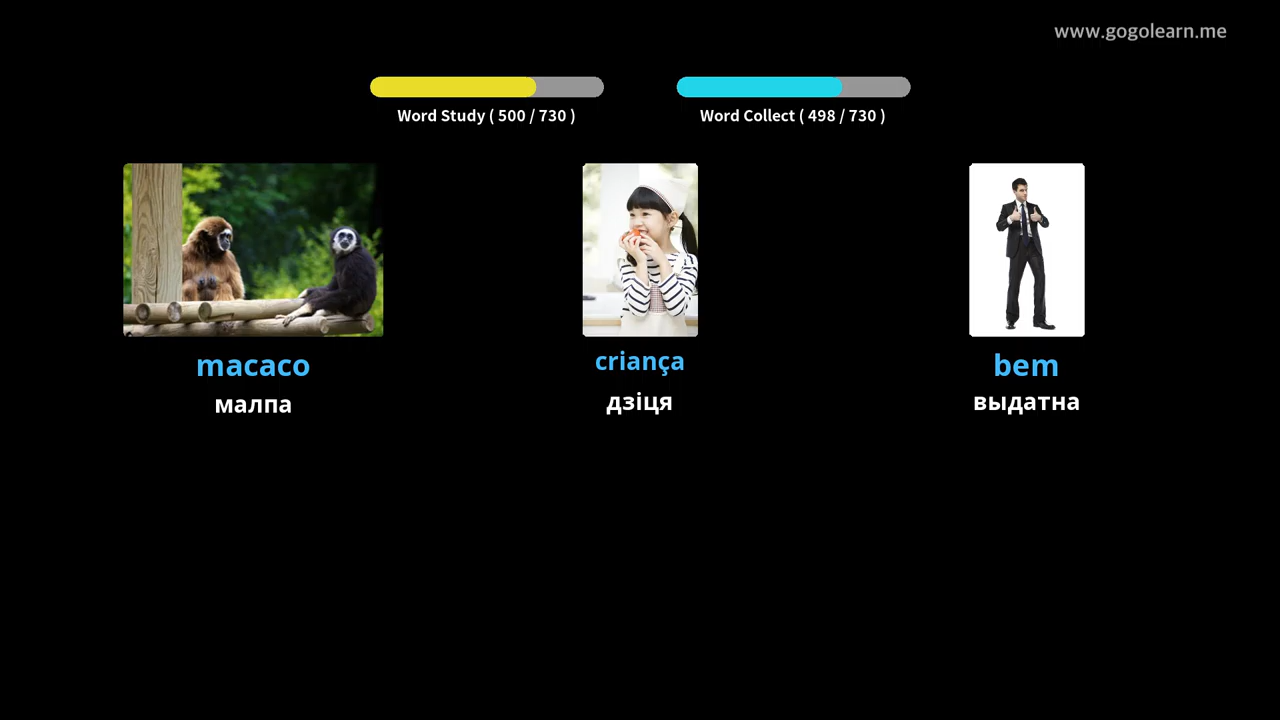 www.gogolearn.me
Word Study ( 500 / 730 )
Word Collect ( 498 / 730 )
macaco
малпа
criança
дзіця
bem
выдатна